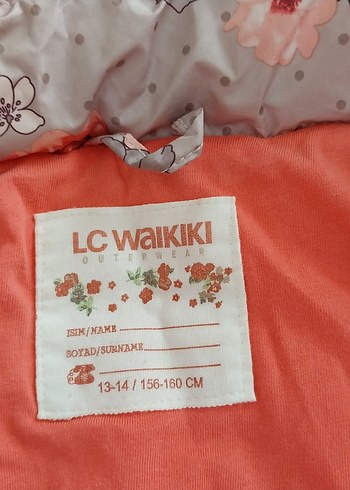 LC WAIKIKI
OUTERWEAR
ISIM/NAME
SOYAD/SURNAME
13-14 / 156-160 CM